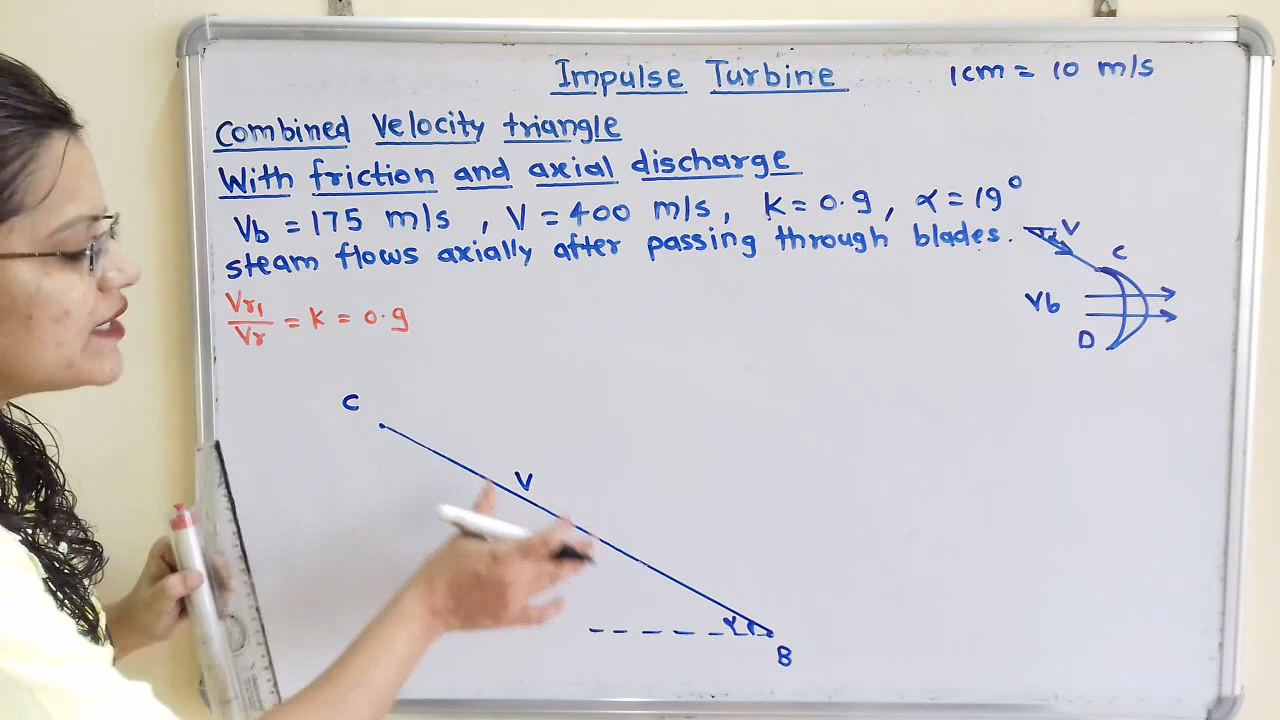 Impulse Turbine
1cm = 10 m/s
Combined Velocity triangle
With friction and axial discharge
Vb = 175 m/s , V = 400 m/s, K = 0.9, α = 19°
steam flows axially after passing through blades.
V
C
Vb
D
Vr1/Vr = K = 0.9
C
V
α
B